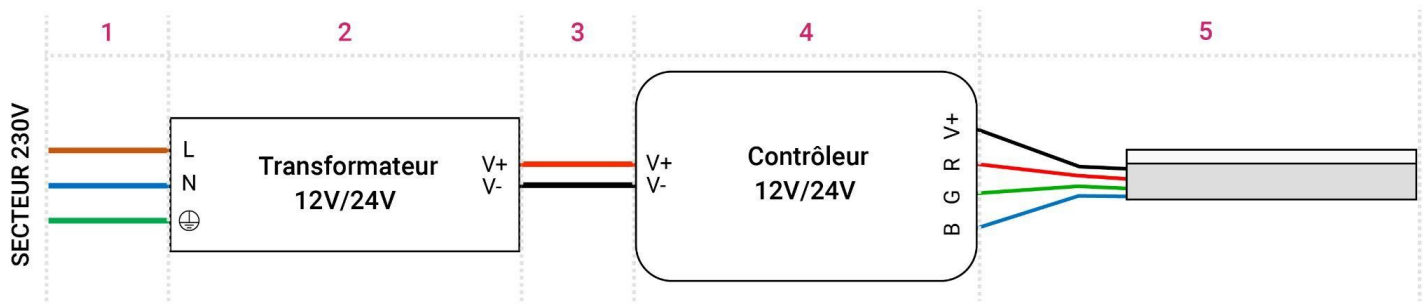 1
2
3
4
5
SECTEUR 230V
L
N
Transformateur
12V/24V
V+
V-
V+
V-
Contrôleur
12V/24V
V+
R
G
B